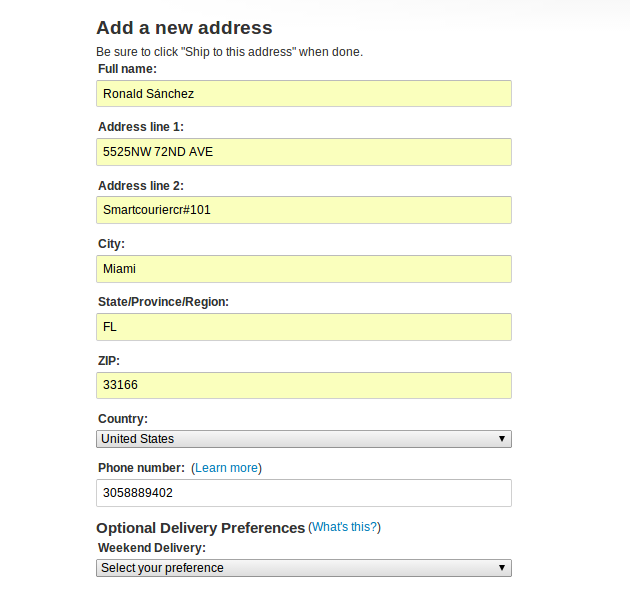 Add a new address
Be sure to click "Ship to this address" when done.
Full name:
Ronald Sánchez
Address line 1:
5525NW 72ND AVE
Address line 2:
Smartcouriercr#101
City:
Miami
State/Province/Region:
FL
ZIP:
33166
Country:
United States
Phone number: (Learn more)
3058889402
Optional Delivery Preferences (What's this?)
Weekend Delivery:
Select your preference